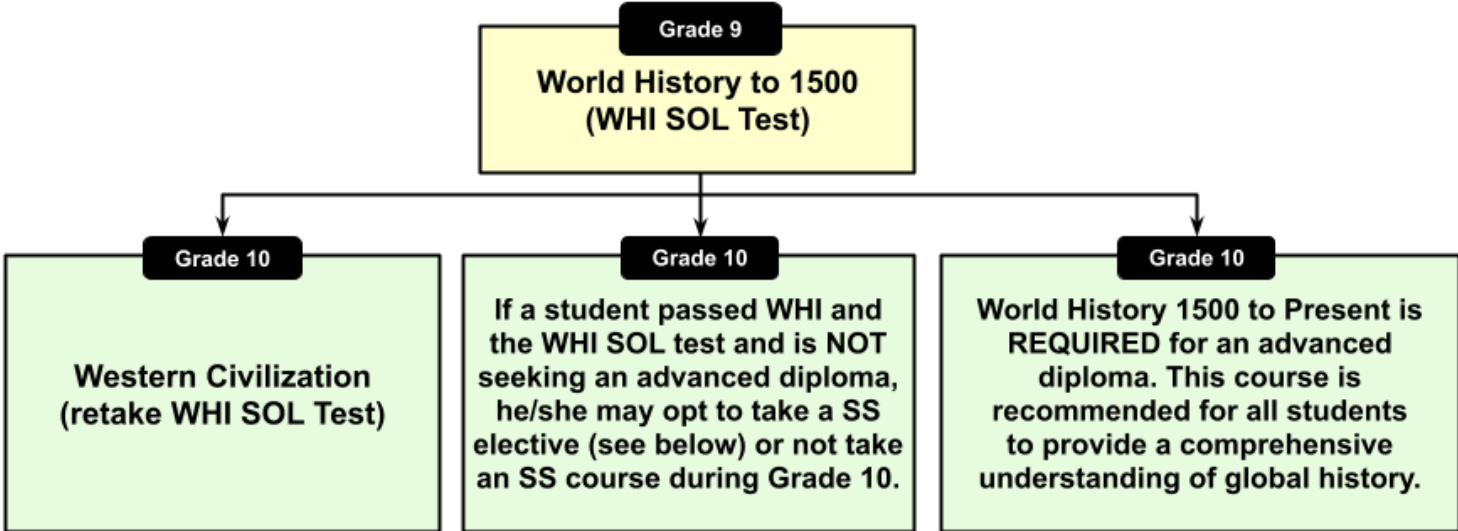 Grade 9
World History to 1500
(WHI SOL Test)
Grade 10
Western Civilization
(retake WHI SOL Test)
Grade 10
If a student passed WHI and
the WHI SOL test and is NOT
seeking an advanced diploma,
he/she may opt to take a SS
elective (see below) or not take
an SS course during Grade 10.
Grade 10
World History 1500 to Present is
REQUIRED for an advanced
diploma. This course is
recommended for all students
to provide a comprehensive
understanding of global history.